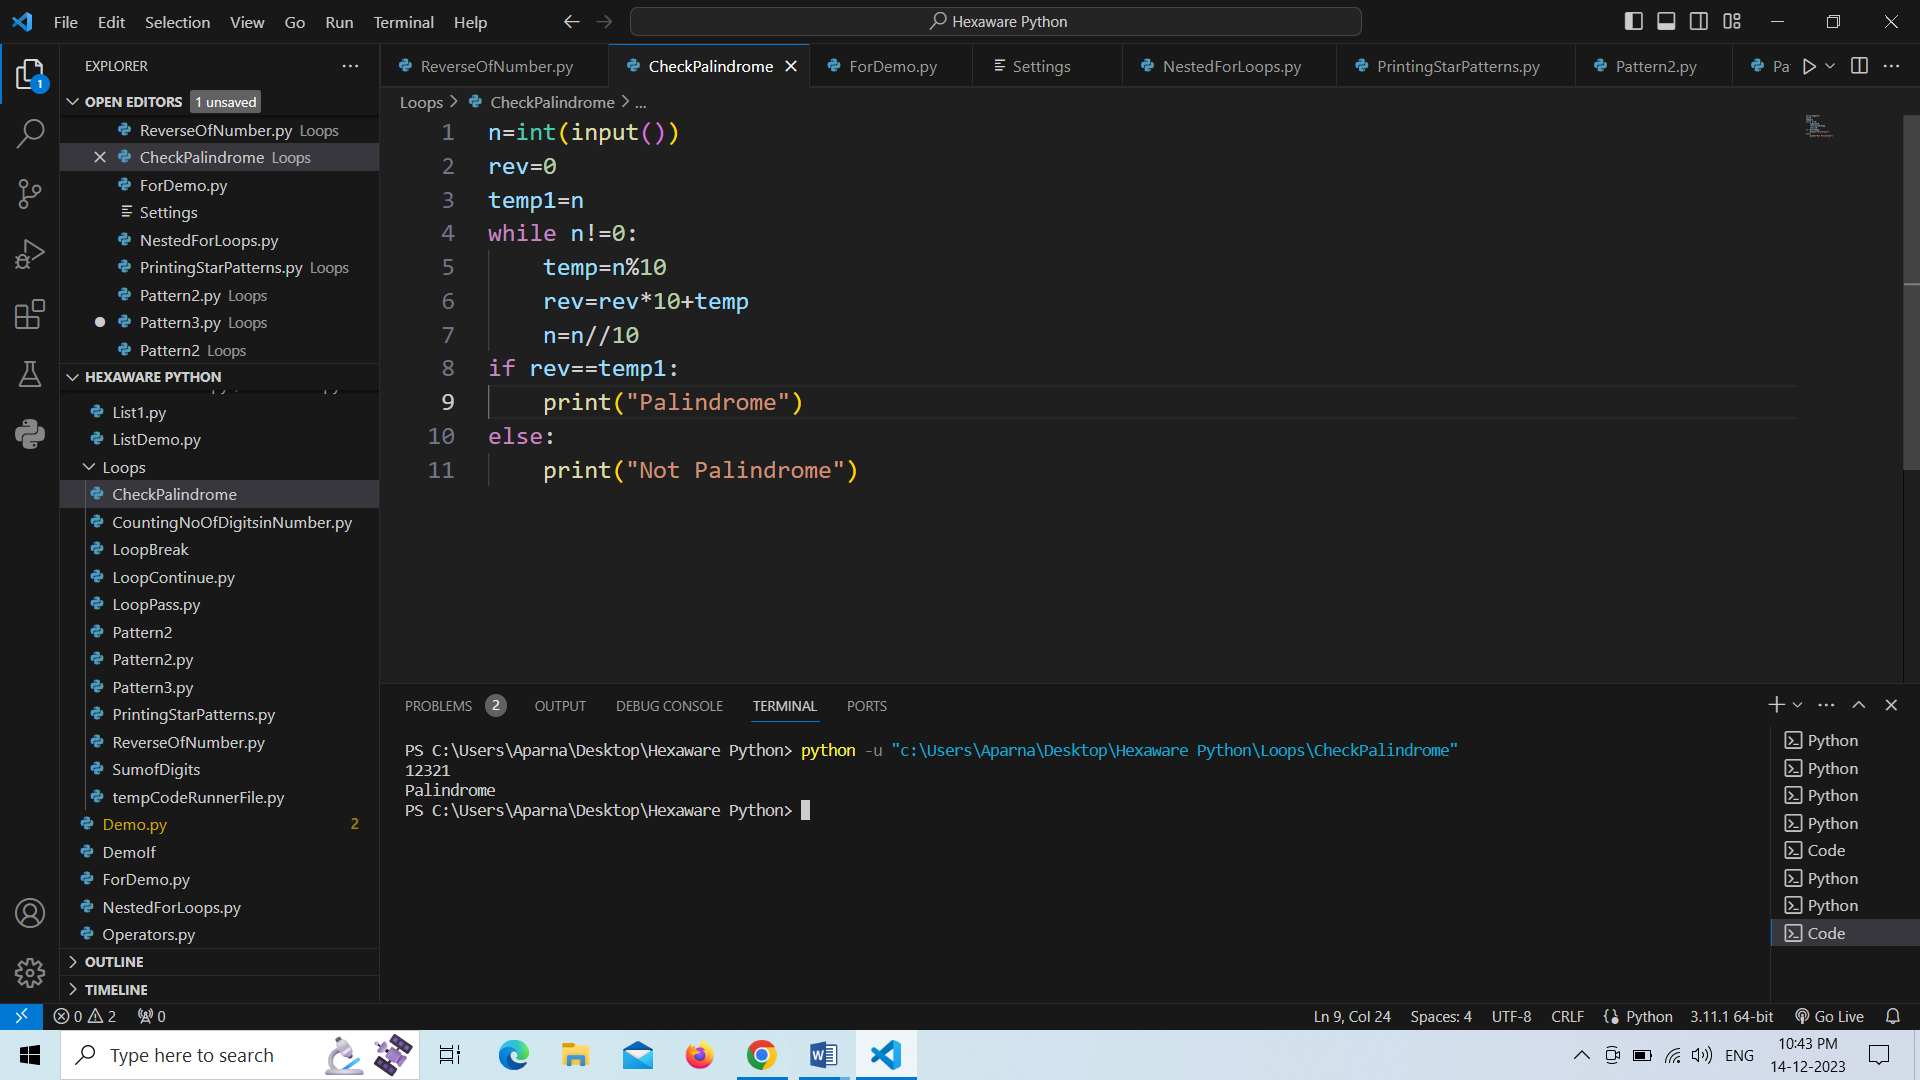 File Edit Selection View Go Run Terminal Help
Hexaware Python
EXPLORER
OPEN EDITORS 1 unsaved
ReverseOfNumber.py Loops
CheckPalindrome Loops
ForDemo.py
Settings
NestedForLoops.py
PrintingStarPatterns.py Loops
Pattern2.py Loops
Pattern3.py Loops
Pattern2 Loops
HEXAWARE PYTHON
List1.py
ListDemo.py
Loops
CheckPalindrome
CountingNoOfDigitsinNumber.py
LoopBreak
LoopContinue.py
LoopPass.py
Pattern2
Pattern2.py
Pattern3.py
PrintingStarPatterns.py
ReverseOfNumber.py
SumofDigits
tempCodeRunnerFile.py
Demo.py 2
DemoIf
ForDemo.py
NestedForLoops.py
Operators.py
OUTLINE
TIMELINE
1
ReverseOfNumber.py CheckPalindrome ForDemo.py Settings NestedForLoops.py PrintingStarPatterns.py Pattern2.py Pa
Loops > CheckPalindrome > ...
1 n=int(input())
2 rev=0
3 temp1=n
4 while n!=0:
5 temp=n%10
6 rev=rev*10+temp
7 n=n//10
8 if rev==temp1:
9 print("Palindrome")
10 else:
11 print("Not Palindrome")
PROBLEMS 2 OUTPUT DEBUG CONSOLE TERMINAL PORTS
PS C:\Users\Aparna\Desktop\Hexaware Python> python -u "c:\Users\Aparna\Desktop\Hexaware Python\Loops\CheckPalindrome"
12321
Palindrome
PS C:\Users\Aparna\Desktop\Hexaware Python>
Python
Python
Python
Python
Code
Python
Python
Code
0 2 0 Ln 9, Col 24 Spaces: 4 UTF-8 CRLF Python 3.11.1 64-bit Go Live
Type here to search
ENG
10:43 PM
14-12-2023